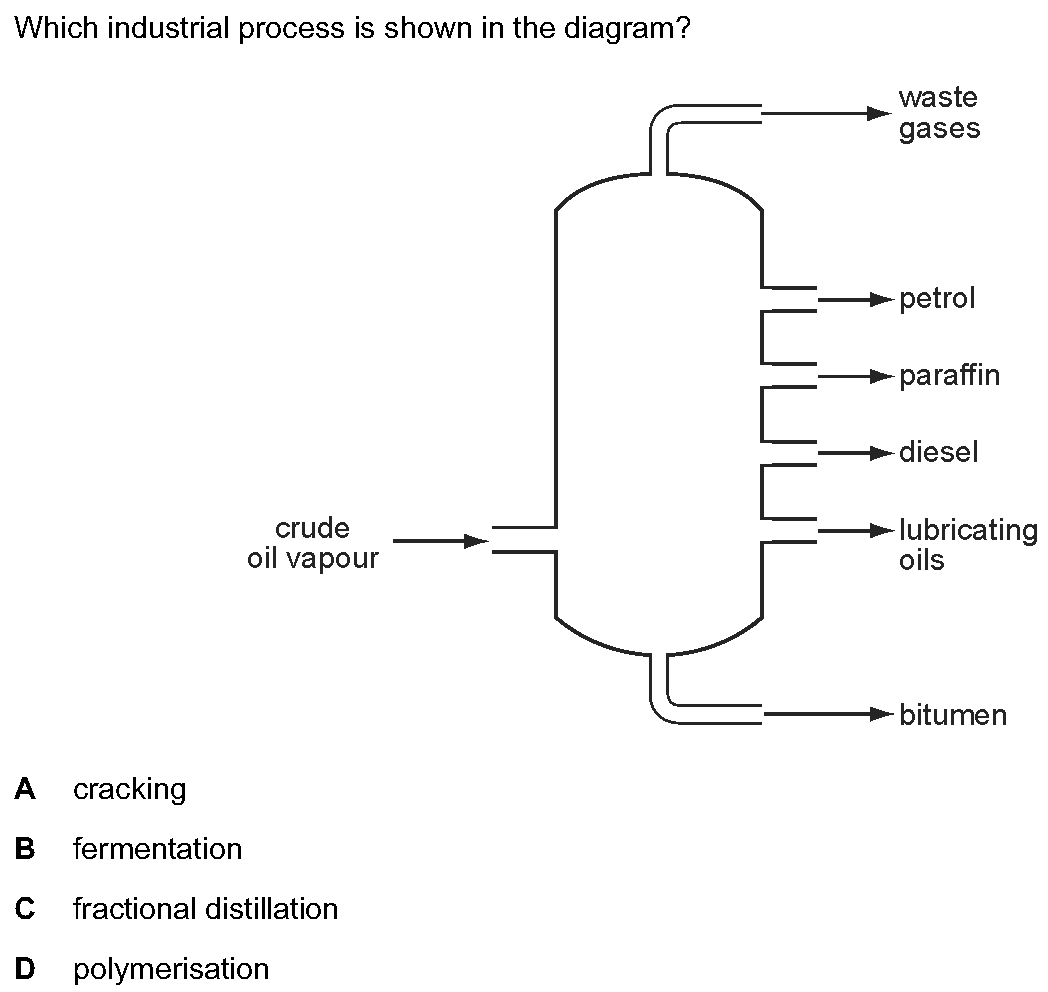 Which industrial process is shown in the diagram?
waste
gases
petrol
paraffin
diesel
crude
oil vapour
lubricating
oils
bitumen
A cracking
B fermentation
C fractional distillation
D polymerisation